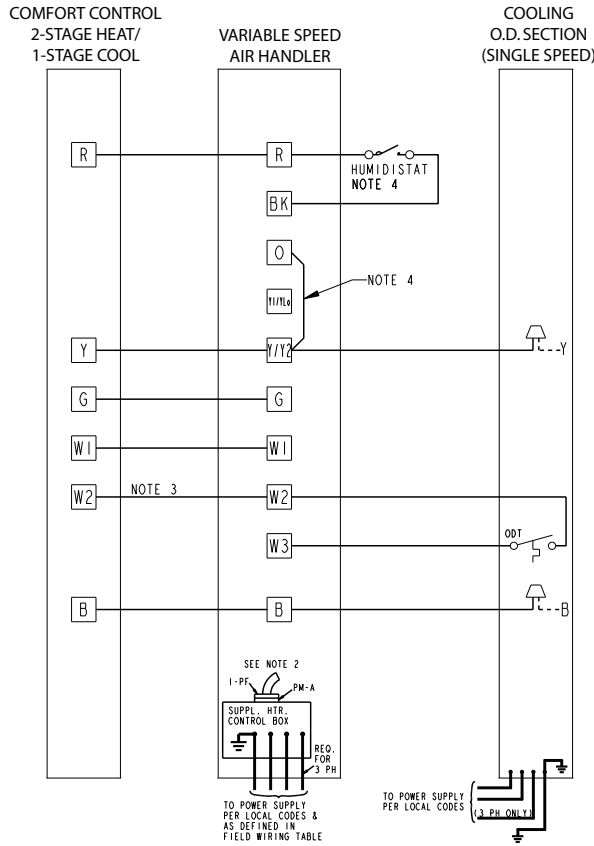 COMFORT CONTROL
2-STAGE HEAT/
1-STAGE COOL
VARIABLE SPEED
AIR HANDLER
COOLING
O.D. SECTION
(SINGLE SPEED)
R
R
HUMIDISTAT
NOTE 4
BK
O
NOTE 4
Y1/YLo
Y
Y/Y2
Y
G
G
W1
W1
W2
NOTE 3
W2
ODT
W3
B
B
B
SEE NOTE 2
1-PF
PM-A
SUPPL. HTR.
CONTROL BOX
REQ.
FOR
3 PH
TO POWER SUPPLY
PER LOCAL CODES &
AS DEFINED IN
FIELD WIRING TABLE
TO POWER SUPPLY
PER LOCAL CODES
(3 PH ONLY)